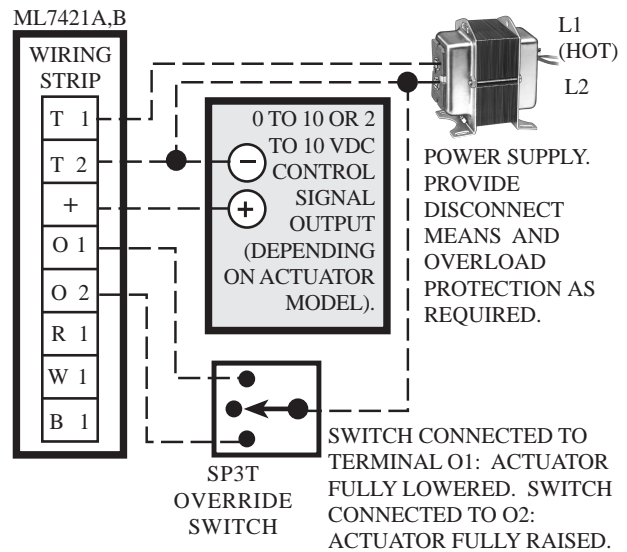 ML7421A,B
WIRING
STRIP
T 1
T 2
+
O 1
O 2
R 1
W 1
B 1
0 TO 10 OR 2
TO 10 VDC
CONTROL
SIGNAL
OUTPUT
(DEPENDING
ON ACTUATOR
MODEL).
−
+
L1
(HOT)
L2
POWER SUPPLY.
PROVIDE
DISCONNECT
MEANS AND
OVERLOAD
PROTECTION AS
REQUIRED.
SP3T
OVERRIDE
SWITCH
SWITCH CONNECTED TO
TERMINAL O1: ACTUATOR
FULLY LOWERED. SWITCH
CONNECTED TO O2:
ACTUATOR FULLY RAISED.